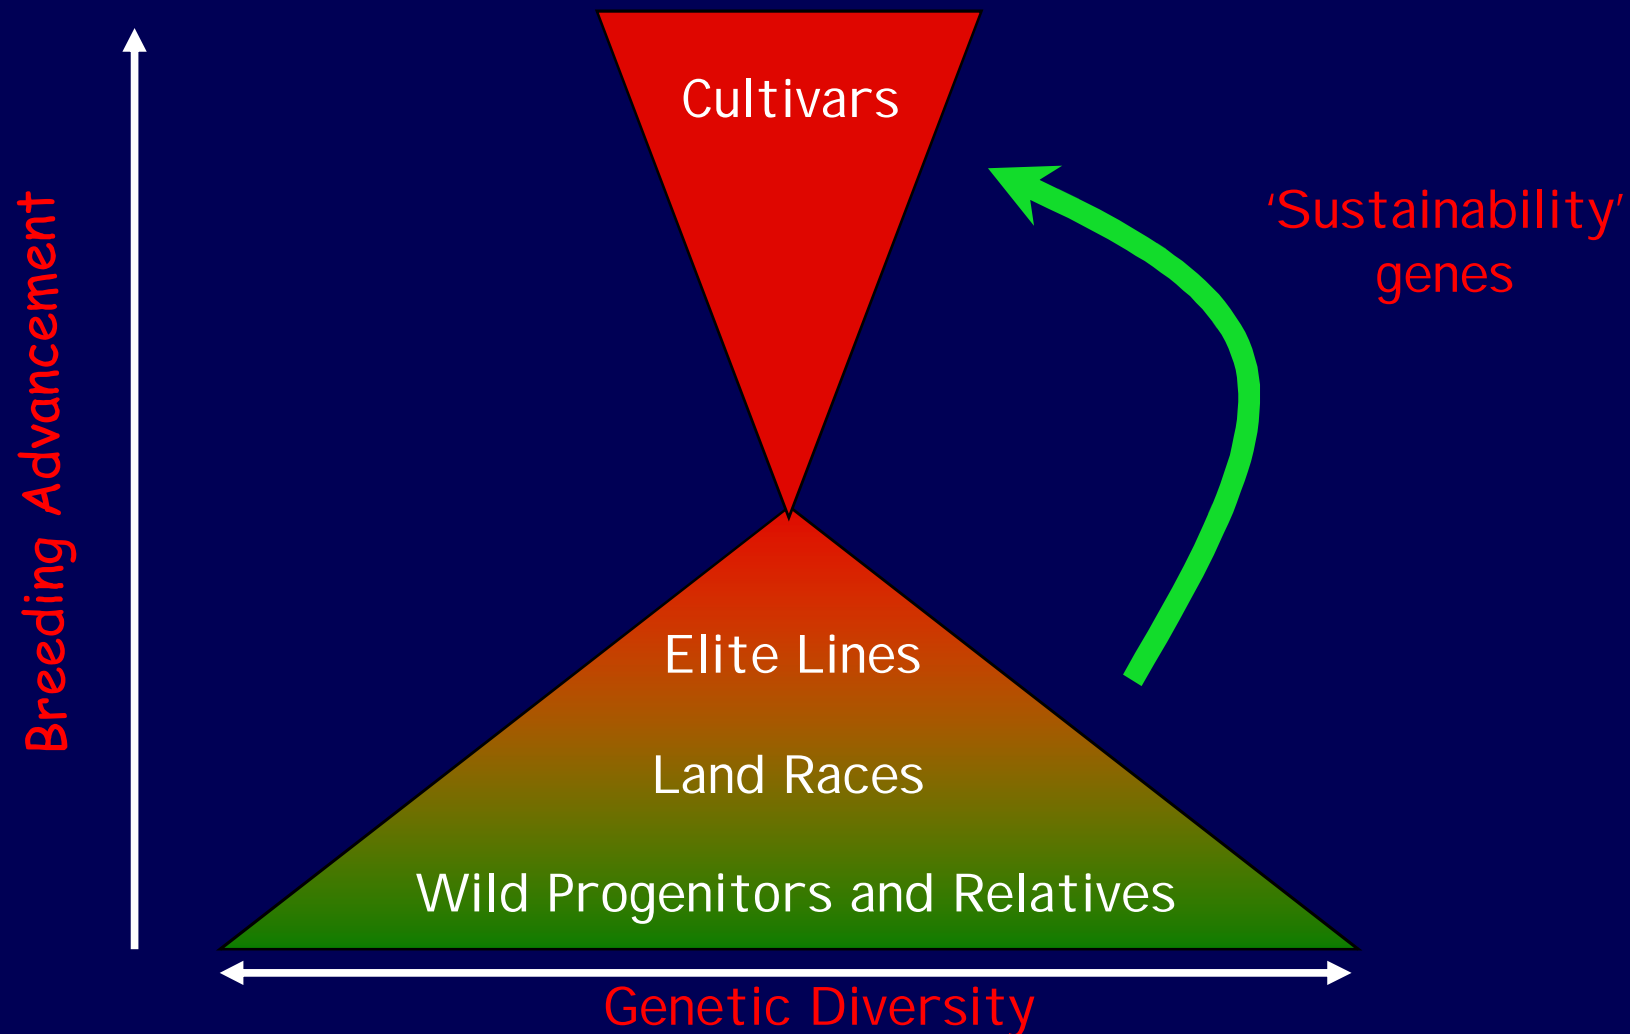 Cultivars
'Sustainability'
genes
Breeding Advancement
Elite Lines
Land Races
Wild Progenitors and Relatives
Genetic Diversity